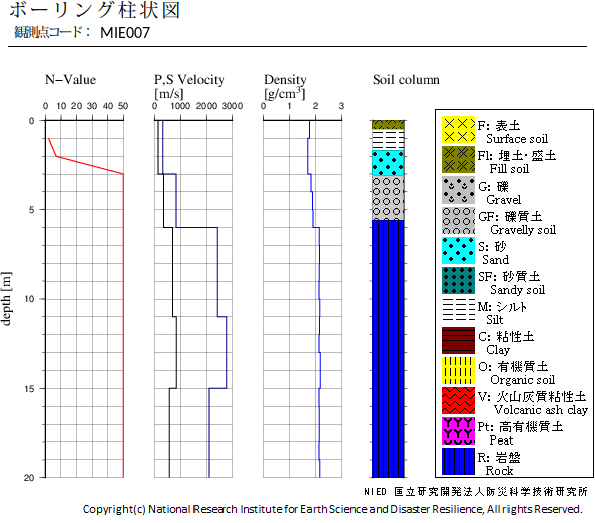 ボーリング柱状図
観測点コード： MIE007
N−Value
P,S Velocity
[m/s]
Density
[g/cm³]
Soil column
0 10 20 30 40 50
0 1000 2000 3000
0 1 2 3
0
5
10
15
20
depth [m]
F: 表土
Surface soil
Fl: 埋土・盛土
Fill soil
G: 礫
Gravel
GF: 礫質土
Gravelly soil
S: 砂
Sand
SF: 砂質土
Sandy soil
M: シルト
Silt
C: 粘性土
Clay
O: 有機質土
Organic soil
V: 火山灰質粘性土
Volcanic ash clay
Pt: 高有機質土
Peat
R: 岩盤
Rock
NIED 国立研究開発法人防災科学技術研究所
Copyright(c) National Research Institute for Earth Science and Disaster Resilience, All rights Reserved.